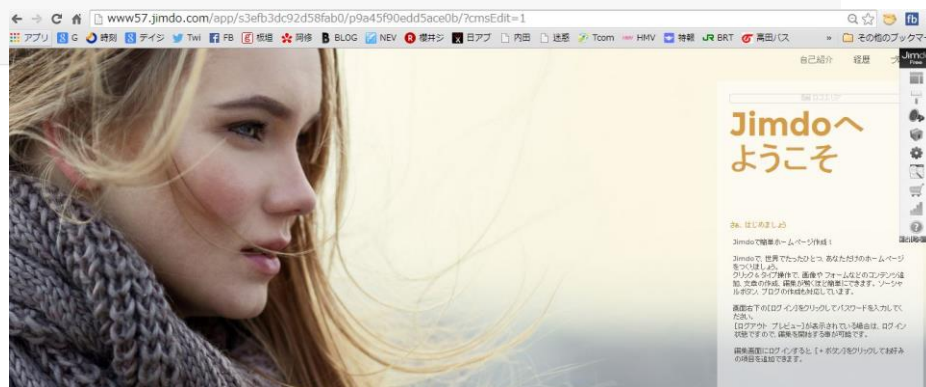 www57.jimdo.com/app/s3efb3dc92d58fab0/p9a45f90edd5ace0b/?cmsEdit=1
アプリ G 時刻 テイジ Twi FB 板垣 阿修 BLOG NEV 櫻井ジ 日アプ 内田 迷惑 Tcom HMV 特報 BRT 高田バス » その他のブックマー
自己紹介 経歴
Jimdo
Free
Jimdoへ
ようこそ
さぁ、はじめましょう
Jimdoで簡単ホームページ作成！
Jimdoで、世界でたったひとつ、あなただけのホームページ
をつくりましょう。
クリック&タイプ操作で、画像やフォームなどのコンテンツ追
加、文章の作成、編集が驚くほど簡単にできます。ソーシャ
ルボタン、ブログの作成も対応しています。
画面右下の[ログイン]をクリックしてパスワードを入力してく
ださい。
[ログアウト プレビュー]が表示されている場合は、ログイン
状態ですので、編集を開始する事が可能です。
編集画面にログインすると、[＋ボタン]をクリックしてお好み
の項目を追加できます。